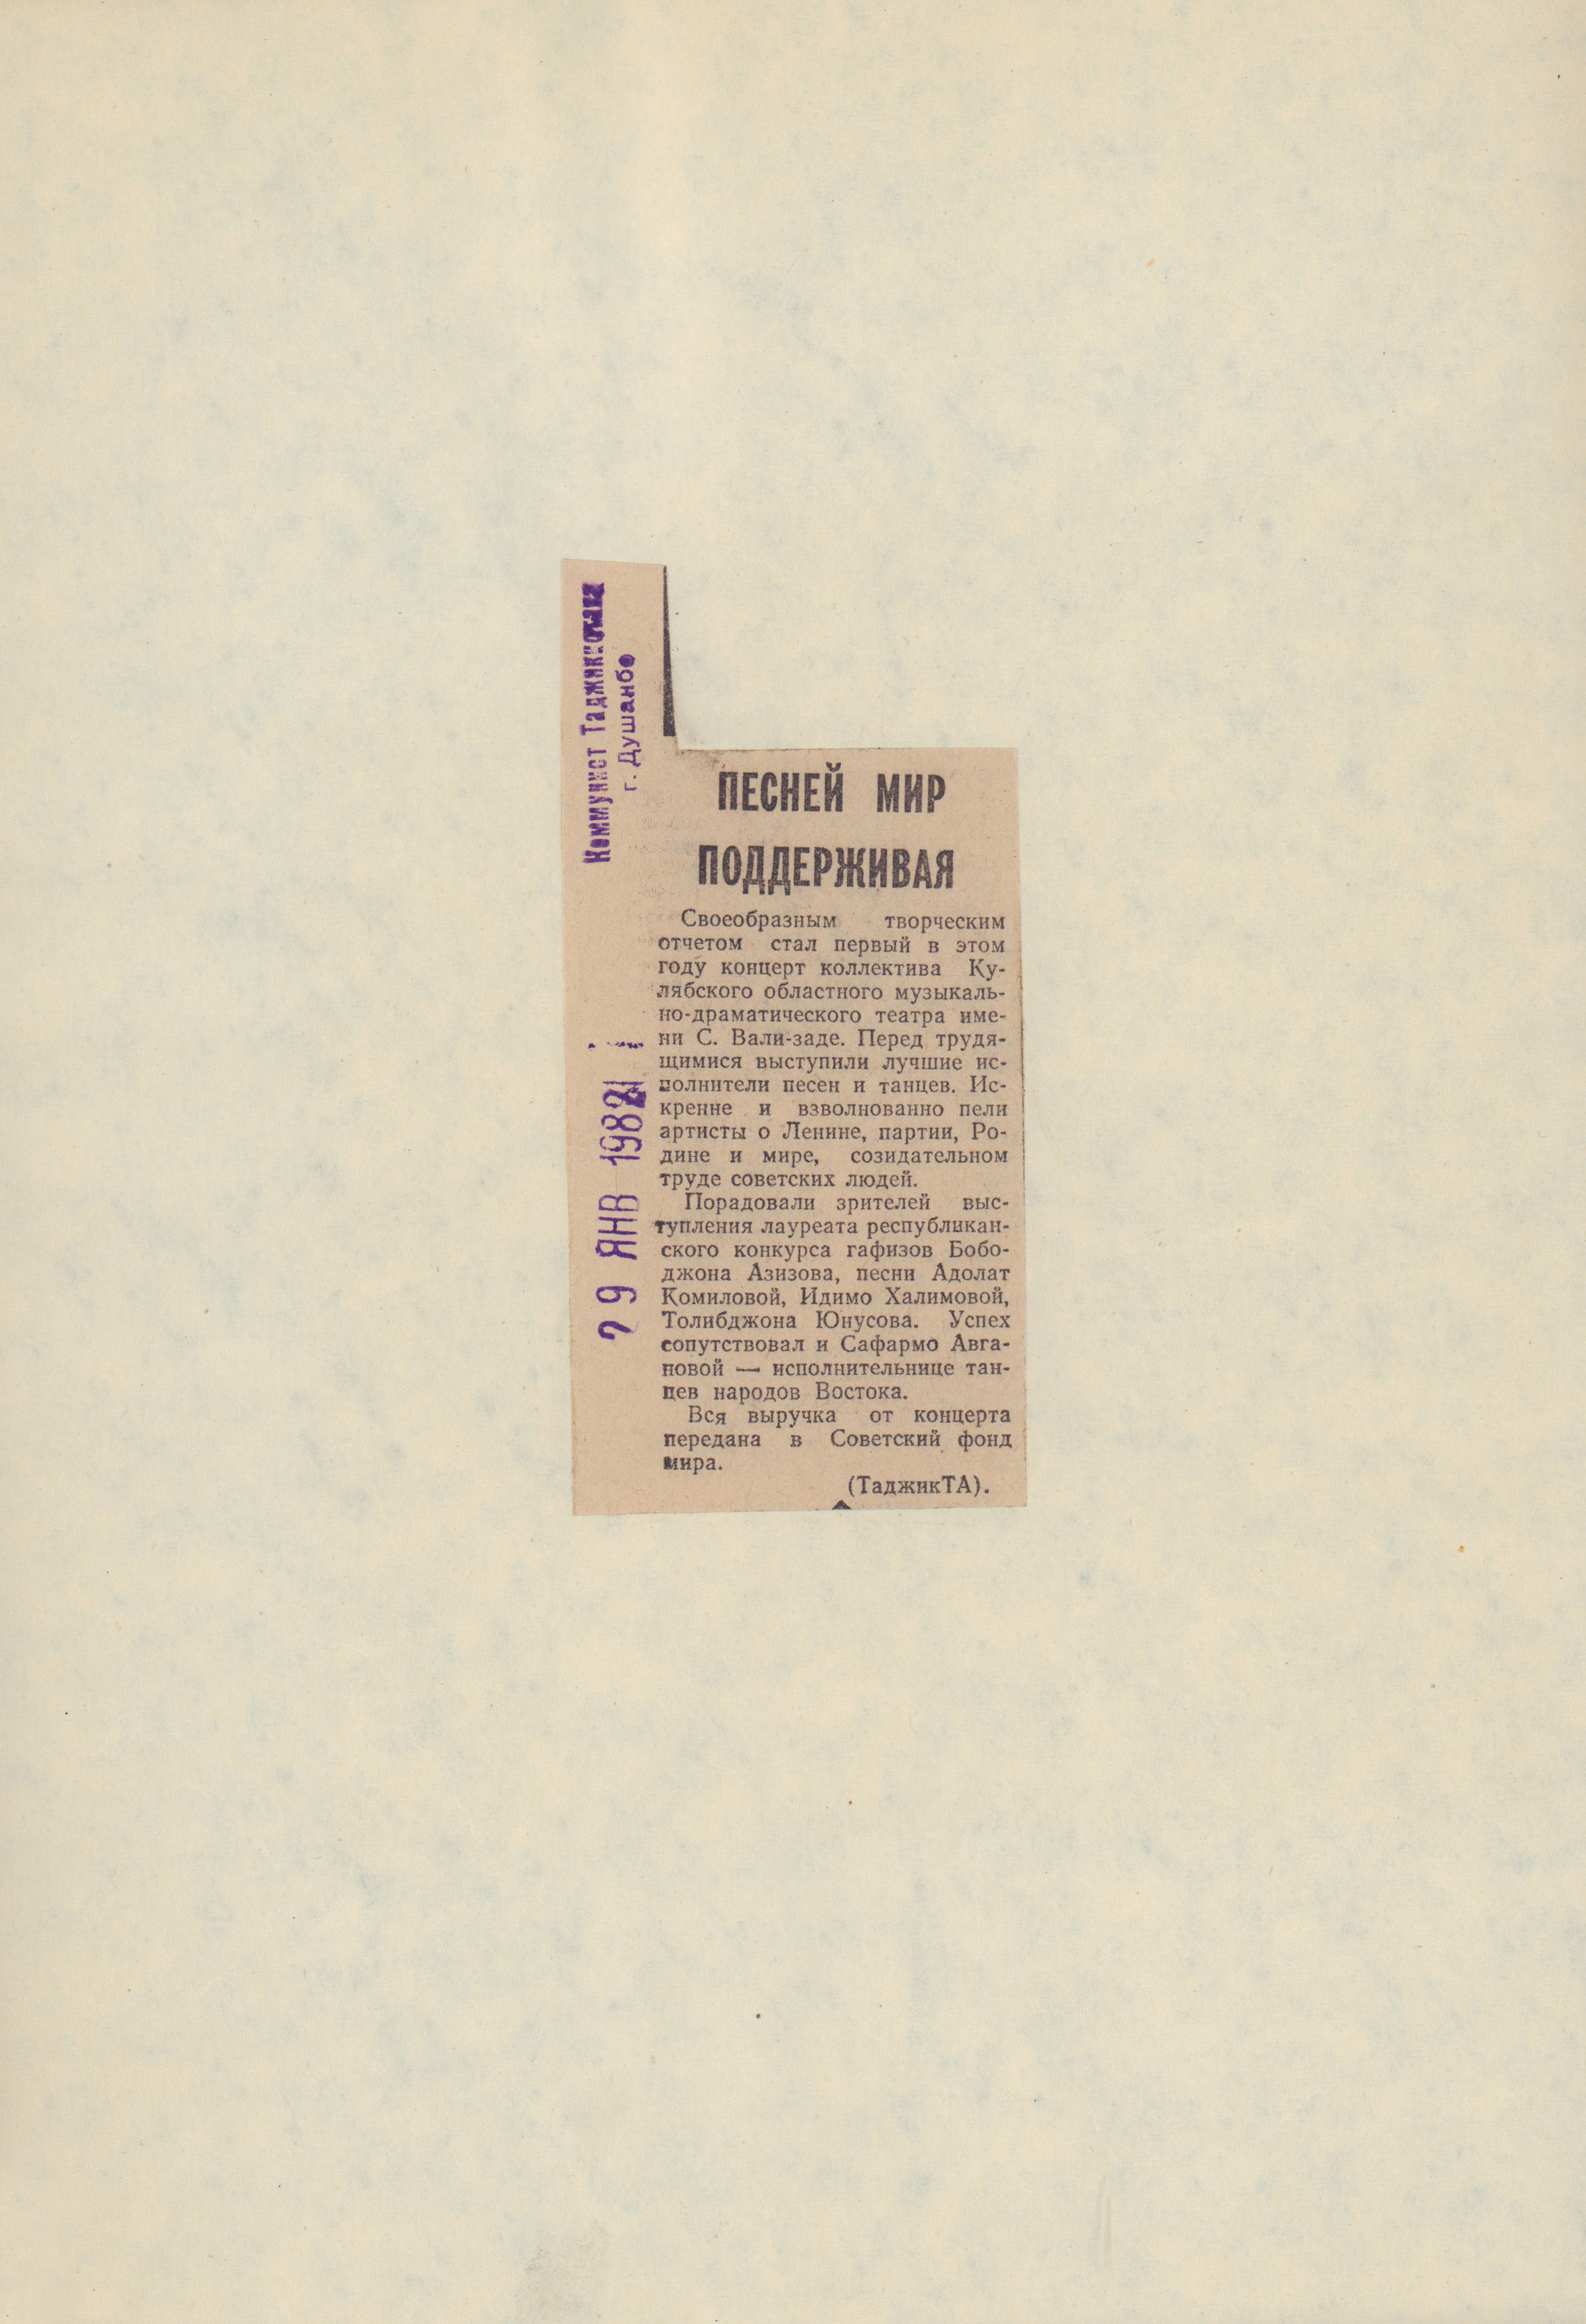 Коммунист Таджикистана
г. Душанбе
ЯНВ
ПЕСНЕЙ МИР
ПОДДЕРЖИВАЯ
Своеобразным творческим
отчетом стал первый в этом
году концерт коллектива Ку-
лябского областного музыкаль-
но-драматического театра име-
ни С. Вали-заде. Перед трудя-
щимися выступили лучшие ис-
полнители песен и танцев. Ис-
кренне и взволнованно пели
артисты о Ленине, партии, Ро-
дине и мире, созидательном
труде советских людей.
Порадовали зрителей выс-
тупления лауреата республикан-
ского конкурса гафизов Бобо-
джона Азизова, песни Адолат
Комиловой, Идимо Халимовой,
Толибджона Юнусова. Успех
сопутствовал и Сафармо Авга-
новой — исполнительнице тан-
цев народов Востока.
Вся выручка от концерта
передана в Советский фонд
мира.
(ТаджикТА).